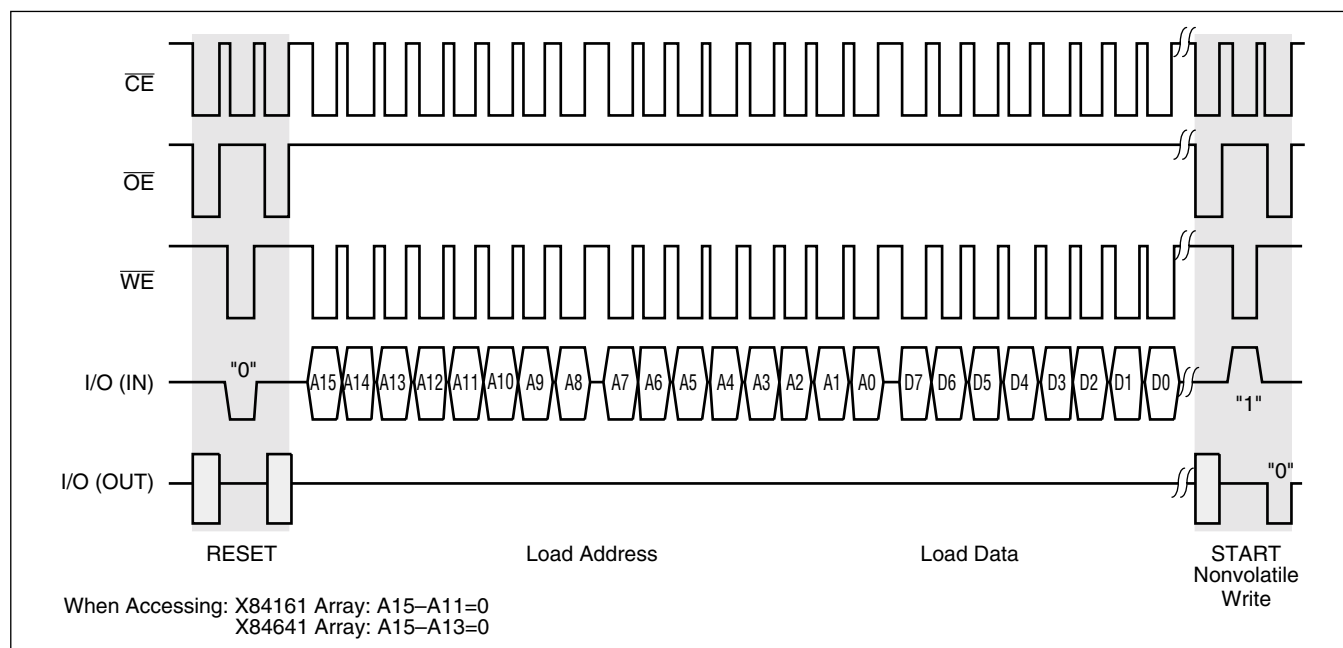 CE
OE
WE
I/O (IN) "0" A15 A14 A13 A12 A11 A10 A9 A8 A7 A6 A5 A4 A3 A2 A1 A0 D7 D6 D5 D4 D3 D2 D1 D0 "1"
I/O (OUT) "0"
RESET Load Address Load Data START
Nonvolatile
Write
When Accessing: X84161 Array: A15–A11=0
X84641 Array: A15–A13=0